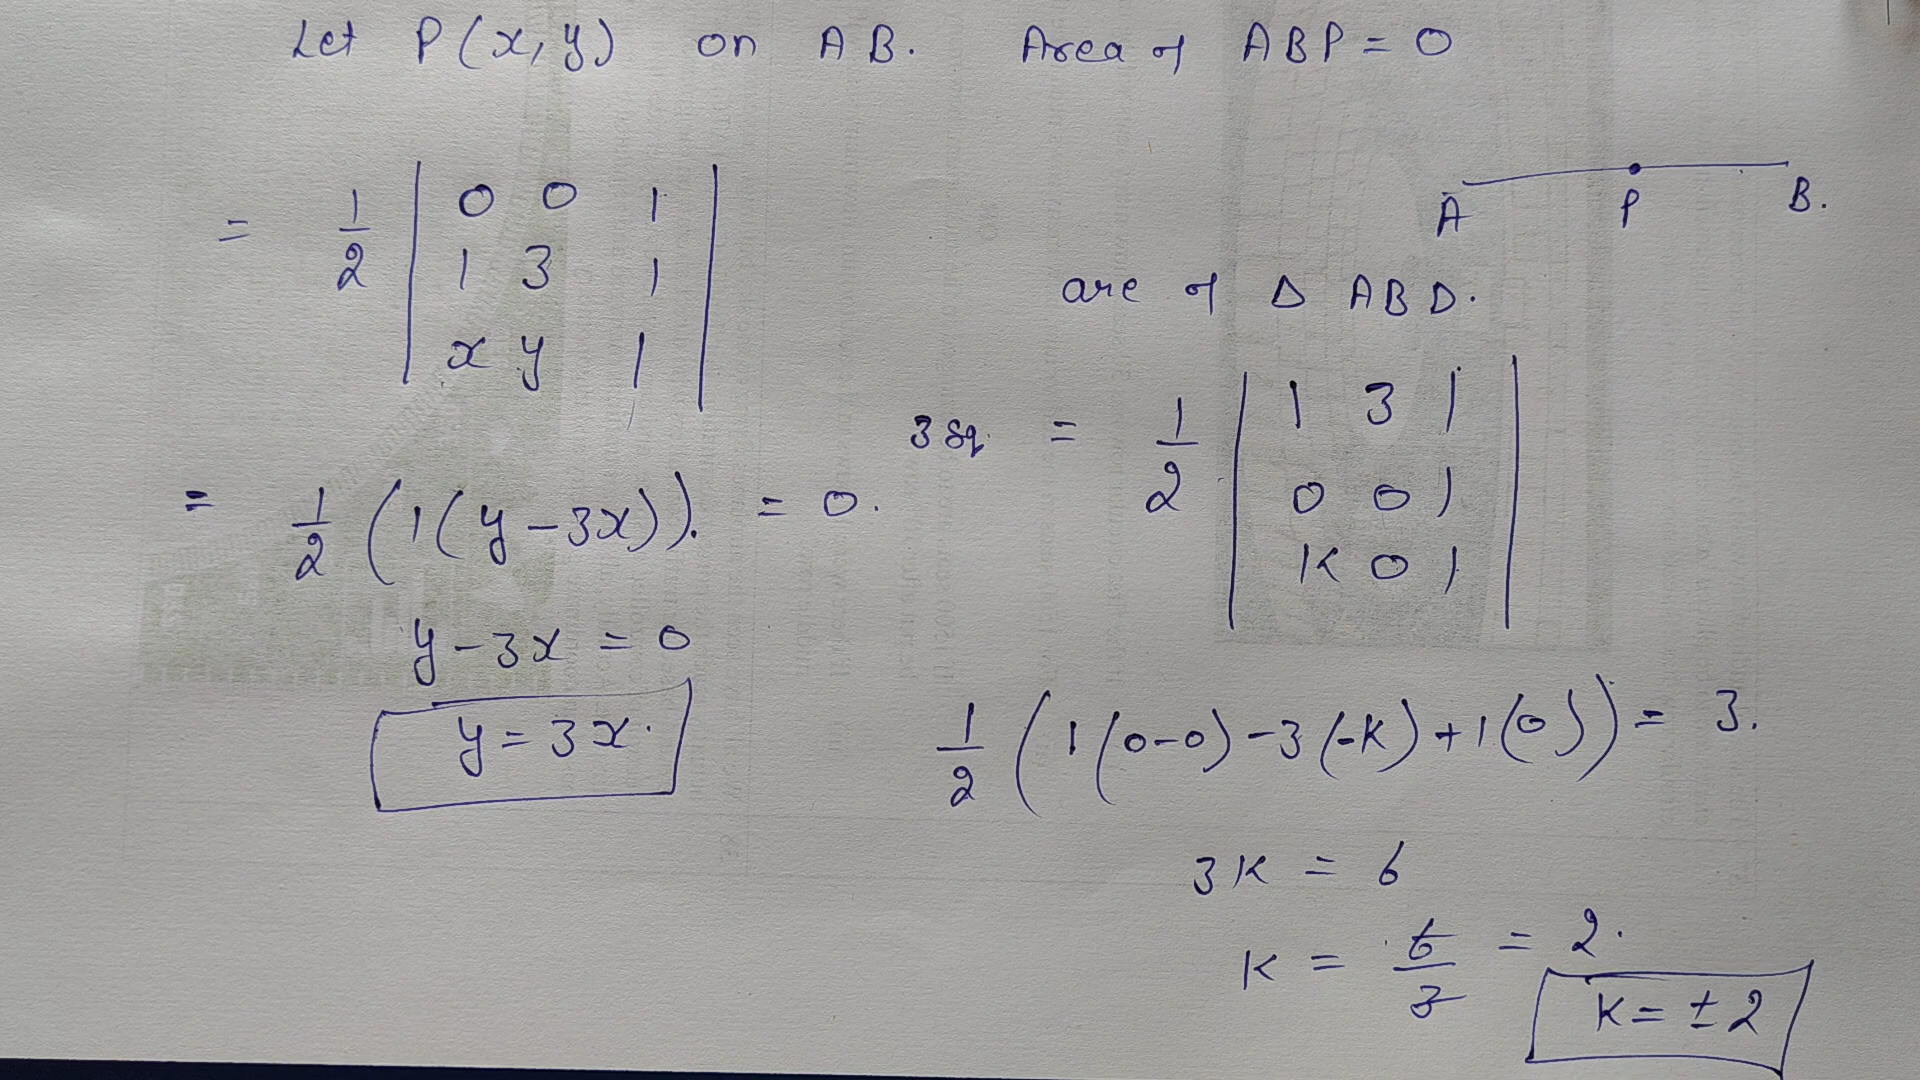 Let P(x, y) on AB. Area of ABP = 0
= 1/2 | 0 0 1 |
| 1 3 1 |
| x y 1 |
= 1/2 (1(y - 3x)). = 0.
y - 3x = 0
y = 3x.
A P B.
are of Δ ABD.
3 sq. = 1/2 | 1 3 1 |
| 0 0 1 |
| K 0 1 |
1/2 (1(0-0) - 3(-K) + 1(0)) = 3.
3K = 6
K = 6/3 = 2.
K = ± 2